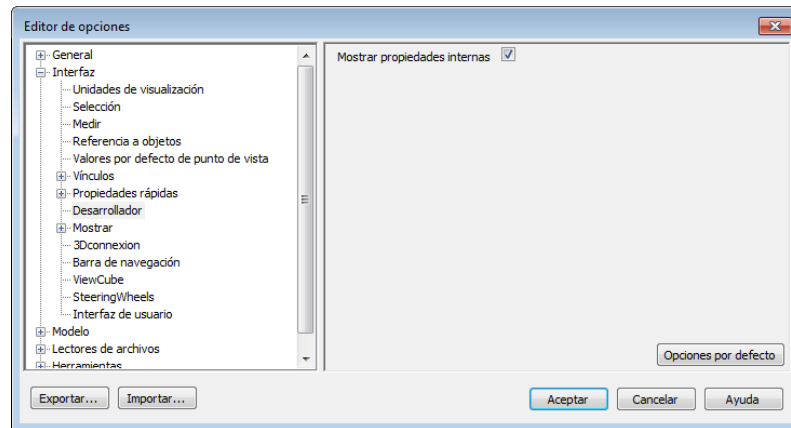 Editor de opciones
General
Interfaz
Unidades de visualización
Selección
Medir
Referencia a objetos
Valores por defecto de punto de vista
Vínculos
Propiedades rápidas
Desarrollador
Mostrar
3Dconnexion
Barra de navegación
ViewCube
SteeringWheels
Interfaz de usuario
Modelo
Lectores de archivos
Herramientas
Mostrar propiedades internas
Opciones por defecto
Exportar...
Importar...
Aceptar
Cancelar
Ayuda